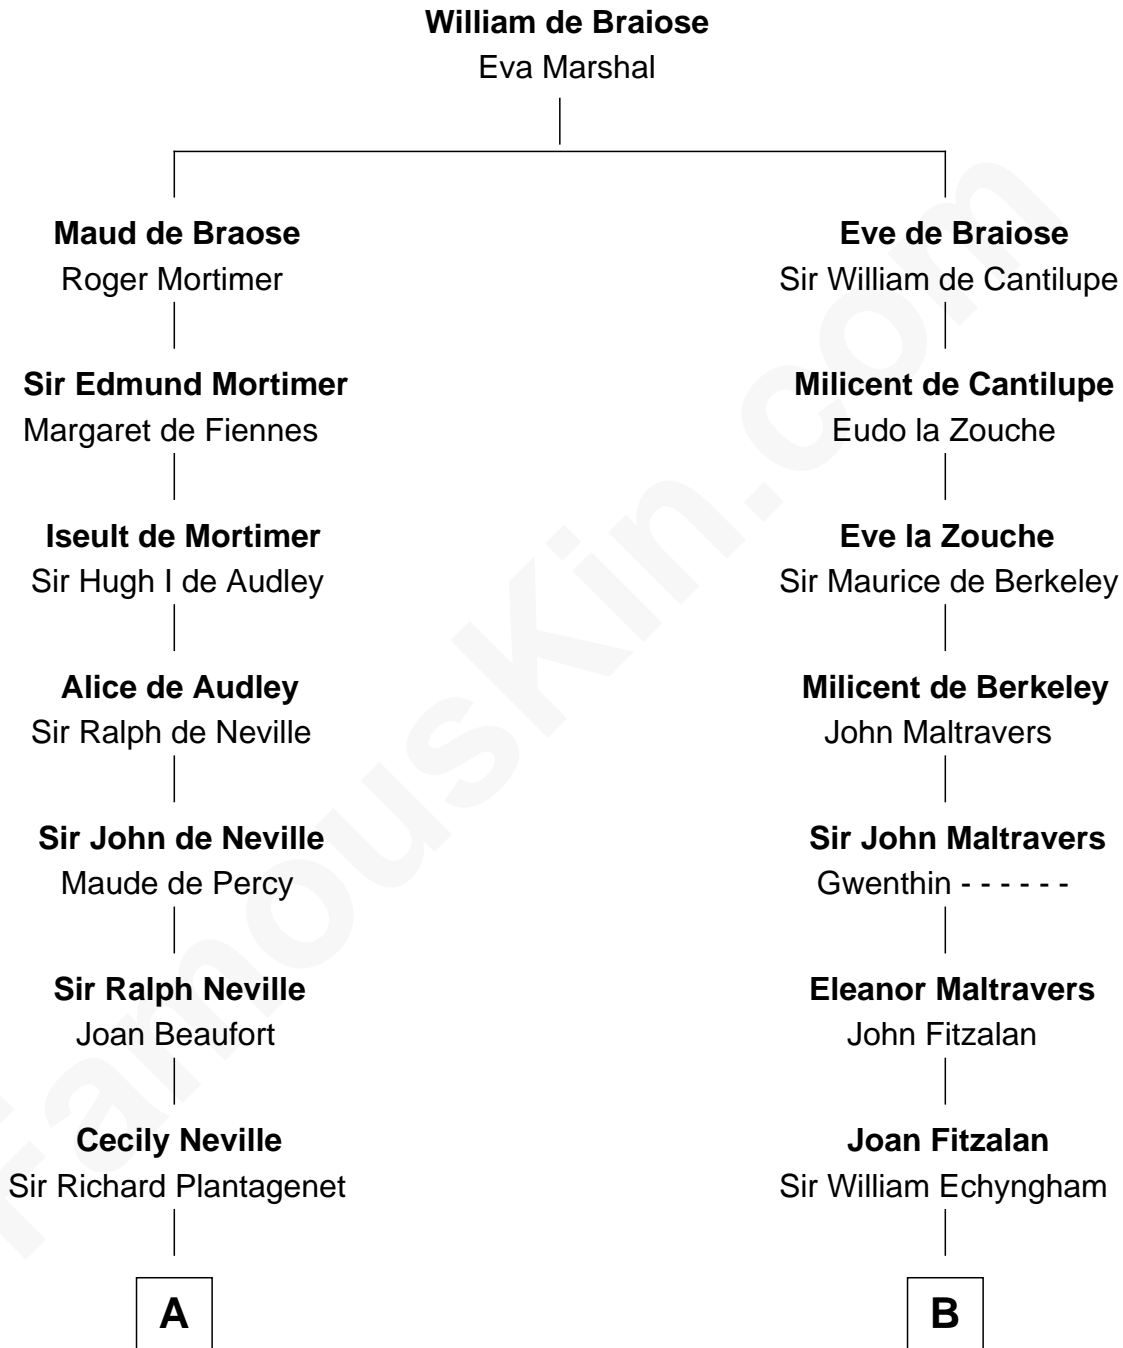 William de Braiose
Eva Marshal
Maud de Braose
Roger Mortimer
Eve de Braiose
Sir William de Cantilupe
Sir Edmund Mortimer
Margaret de Fiennes
Milicent de Cantilupe
Eudo la Zouche
Iseult de Mortimer
Sir Hugh I de Audley
Eve la Zouche
Sir Maurice de Berkeley
Alice de Audley
Sir Ralph de Neville
Milicent de Berkeley
John Maltravers
Sir John de Neville
Maude de Percy
Sir John Maltravers
Gwenthin - - - - - -
Sir Ralph Neville
Joan Beaufort
Eleanor Maltravers
John Fitzalan
Cecily Neville
Sir Richard Plantagenet
Joan Fitzalan
Sir William Echyngham
A
B
FamousKin.com